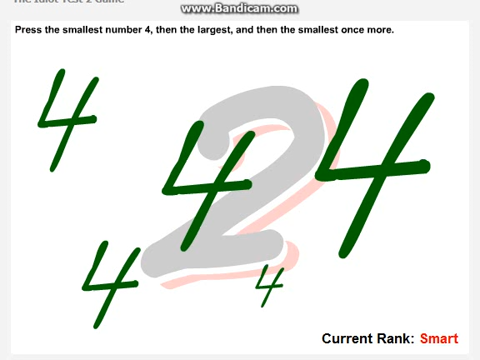 The Idiot Test 2 Game
www.Bandicam.com
Press the smallest number 4, then the largest, and then the smallest once more.
4
4
4
2
4
4
Current Rank: Smart